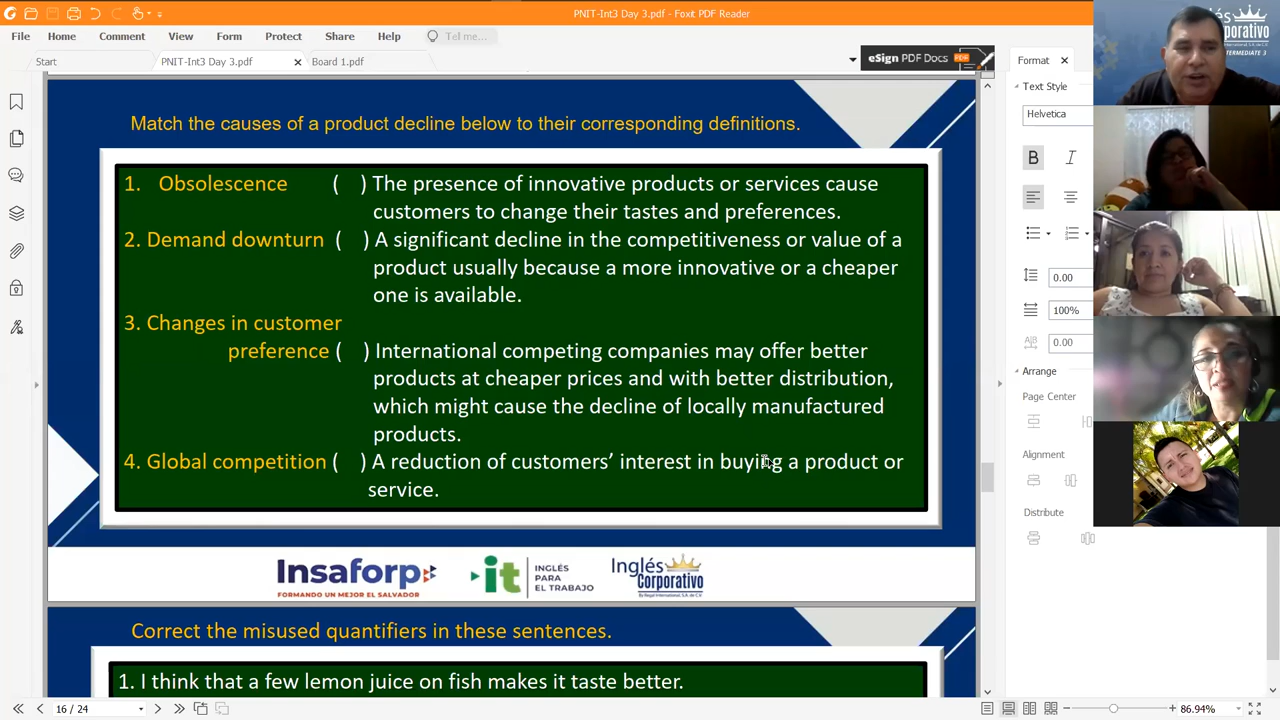 PNIT-Int3 Day 3.pdf - Foxit PDF Reader
File Home Comment View Form Protect Share Help Tell me...
Start PNIT-Int3 Day 3.pdf Board 1.pdf eSign PDF Docs
Match the causes of a product decline below to their corresponding definitions.
1. Obsolescence ( ) The presence of innovative products or services cause
customers to change their tastes and preferences.
2. Demand downturn ( ) A significant decline in the competitiveness or value of a
product usually because a more innovative or a cheaper
one is available.
3. Changes in customer
preference ( ) International competing companies may offer better
products at cheaper prices and with better distribution,
which might cause the decline of locally manufactured
products.
4. Global competition ( ) A reduction of customers’ interest in buying a product or
service.
Insaforp
FORMANDO UN MEJOR EL SALVADOR
it
INGLÉS
PARA
EL TRABAJO
Inglés
Corporativo
Correct the misused quantifiers in these sentences.
1. I think that a few lemon juice on fish makes it taste better.
Format
Text Style
Helvetica
B I
0.00
100%
0.00
Arrange
Page Center
Alignment
Distribute
INTERMEDIATE 3
16 / 24
86.94%